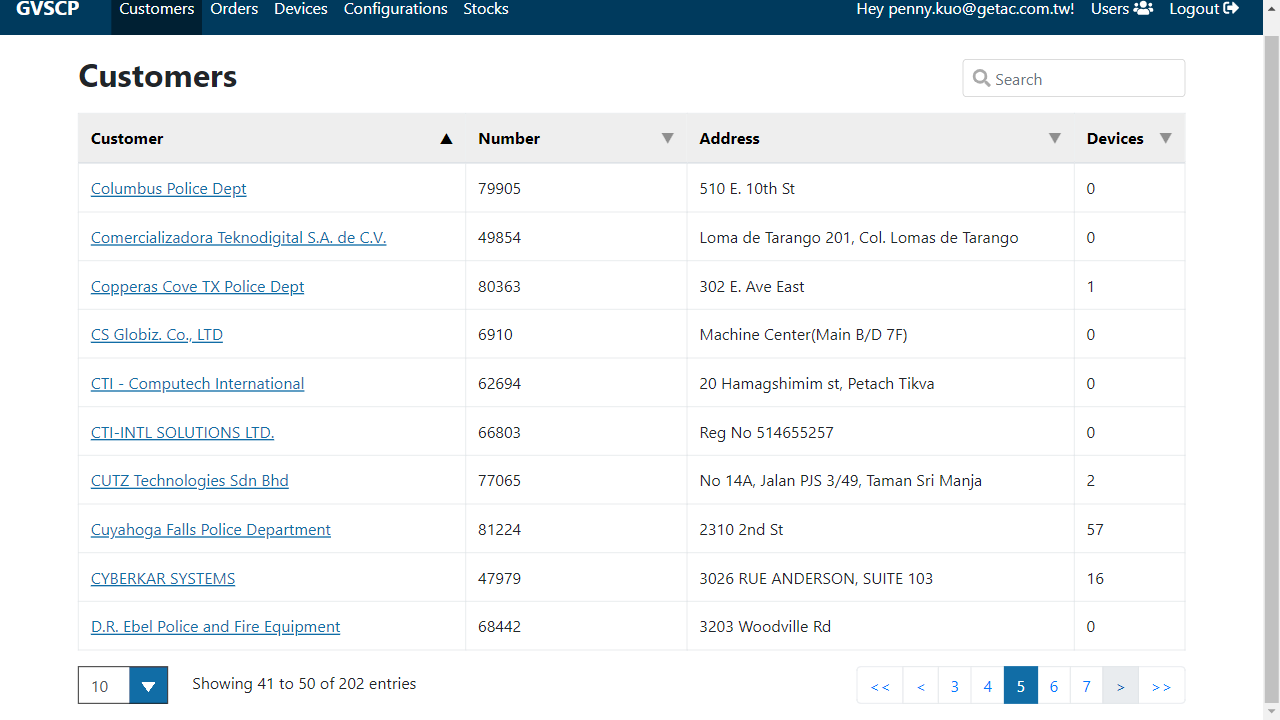 GVSCP Customers Orders Devices Configurations Stocks Hey penny.kuo@getac.com.tw! Users Logout
Customers
Search
Customer Number Address Devices
Columbus Police Dept 79905 510 E. 10th St 0
Comercializadora Teknodigital S.A. de C.V. 49854 Loma de Tarango 201, Col. Lomas de Tarango 0
Copperas Cove TX Police Dept 80363 302 E. Ave East 1
CS Globiz. Co., LTD 6910 Machine Center(Main B/D 7F) 0
CTI - Computech International 62694 20 Hamagshimim st, Petach Tikva 0
CTI-INTL SOLUTIONS LTD. 66803 Reg No 514655257 0
CUTZ Technologies Sdn Bhd 77065 No 14A, Jalan PJS 3/49, Taman Sri Manja 2
Cuyahoga Falls Police Department 81224 2310 2nd St 57
CYBERKAR SYSTEMS 47979 3026 RUE ANDERSON, SUITE 103 16
D.R. Ebel Police and Fire Equipment 68442 3203 Woodville Rd 0
10 Showing 41 to 50 of 202 entries << < 3 4 5 6 7 > >>